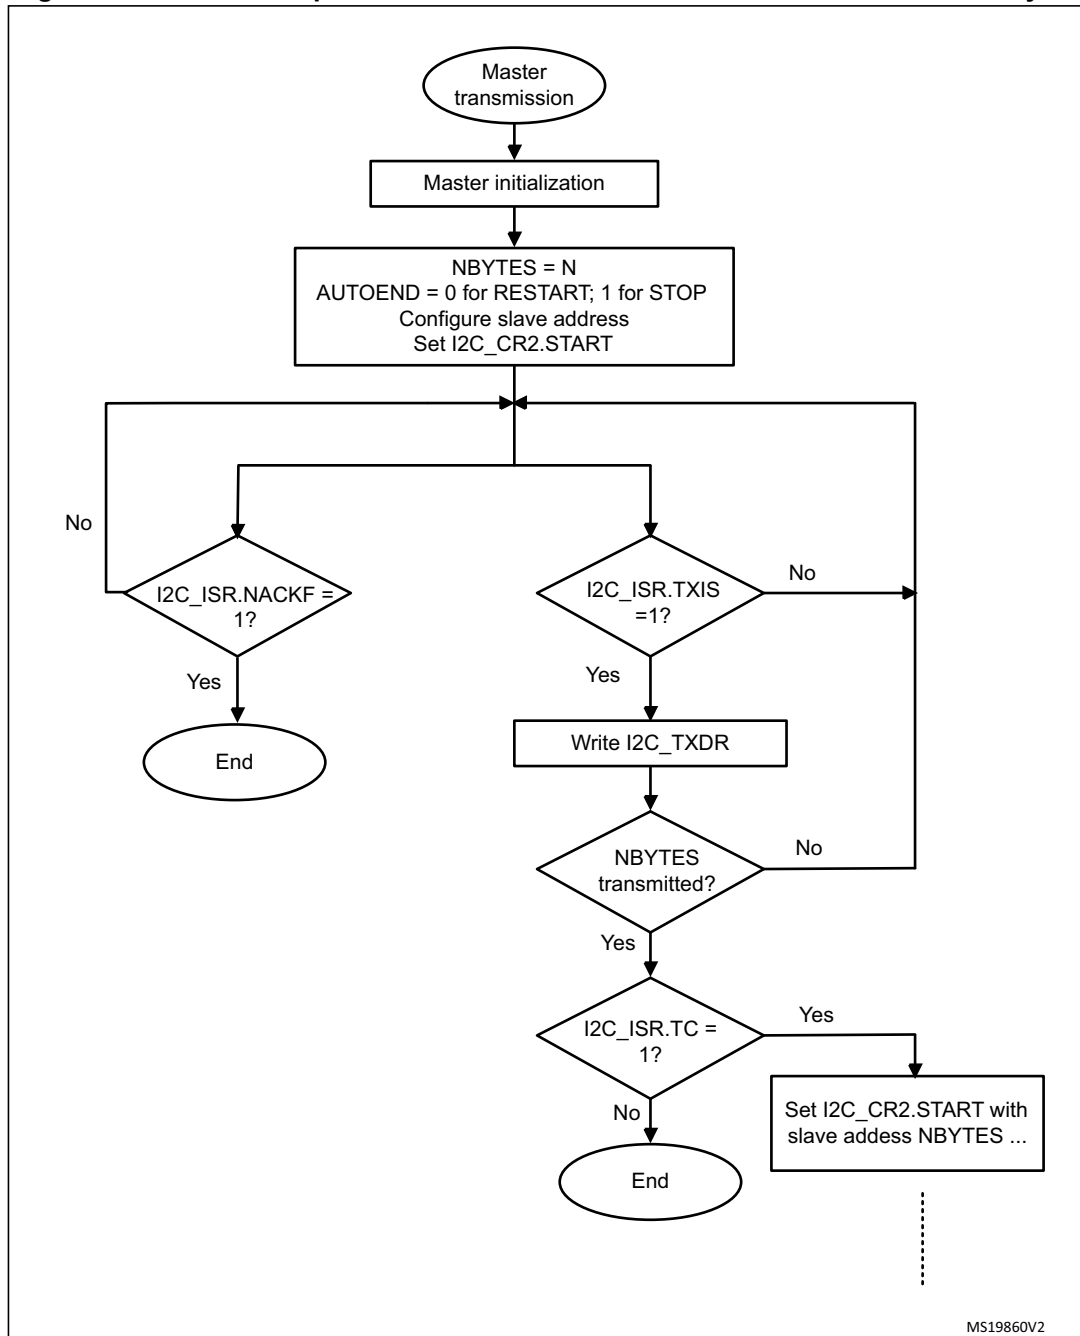 Master
transmission
Master initialization
NBYTES = N
AUTOEND = 0 for RESTART; 1 for STOP
Configure slave address
Set I2C_CR2.START
No
I2C_ISR.NACKF =
1?
Yes
End
I2C_ISR.TXIS
=1?
No
Yes
Write I2C_TXDR
NBYTES
transmitted?
No
Yes
I2C_ISR.TC =
1?
Yes
No
End
Set I2C_CR2.START with
slave addess NBYTES ...
MS19860V2